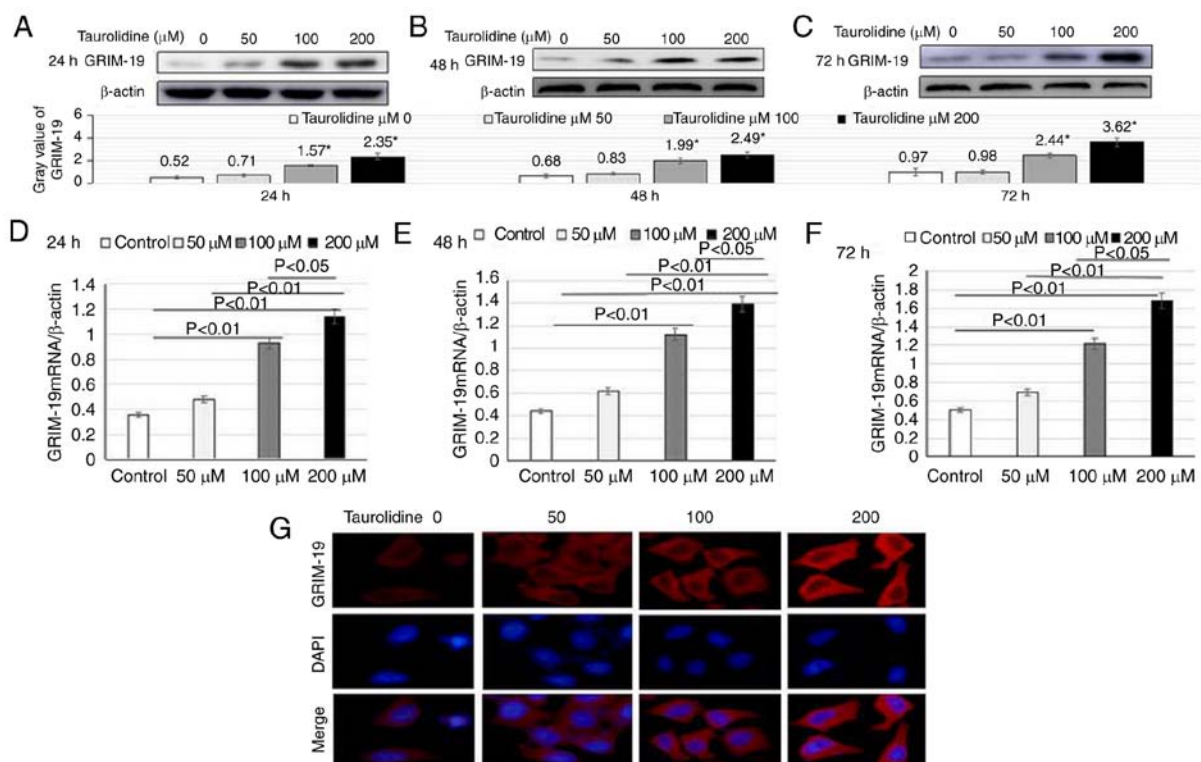 A
Taurolidine (μM) 0 50 100 200
24 h GRIM-19
β-actin
B
Taurolidine (μM) 0 50 100 200
48 h GRIM-19
β-actin
C
Taurolidine (μM) 0 50 100 200
72 h GRIM-19
β-actin
Gray value of
GRIM-19
6
4
2
0
Taurolidine μM 0 Taurolidine μM 50 Taurolidine μM 100 Taurolidine μM 200
0.52 0.71 1.57* 2.35*
24 h
0.68 0.83 1.99* 2.49*
48 h
0.97 0.98 2.44* 3.62*
72 h
D 24 h
Control 50 μM 100 μM 200 μM
P<0.05
P<0.01
P<0.01
P<0.01
GRIM-19mRNA/β-actin
1.4
1.2
1
0.8
0.6
0.4
0.2
0
Control 50 μM 100 μM 200 μM
E 48 h
Control 50 μM 100 μM 200 μM
P<0.05
P<0.01
P<0.01
P<0.01
GRIM-19mRNA/β-actin
1.6
1.4
1.2
1
0.8
0.6
0.4
0.2
0
Control 50 μM 100 μM 200 μM
F 72 h
Control 50 μM 100 μM 200 μM
P<0.05
P<0.01
P<0.01
P<0.01
GRIM-19mRNA/β-actin
2
1.8
1.6
1.4
1.2
1
0.8
0.6
0.4
0.2
0
Control 50 μM 100 μM 200 μM
G
Taurolidine 0 50 100 200
GRIM-19
DAPI
Merge